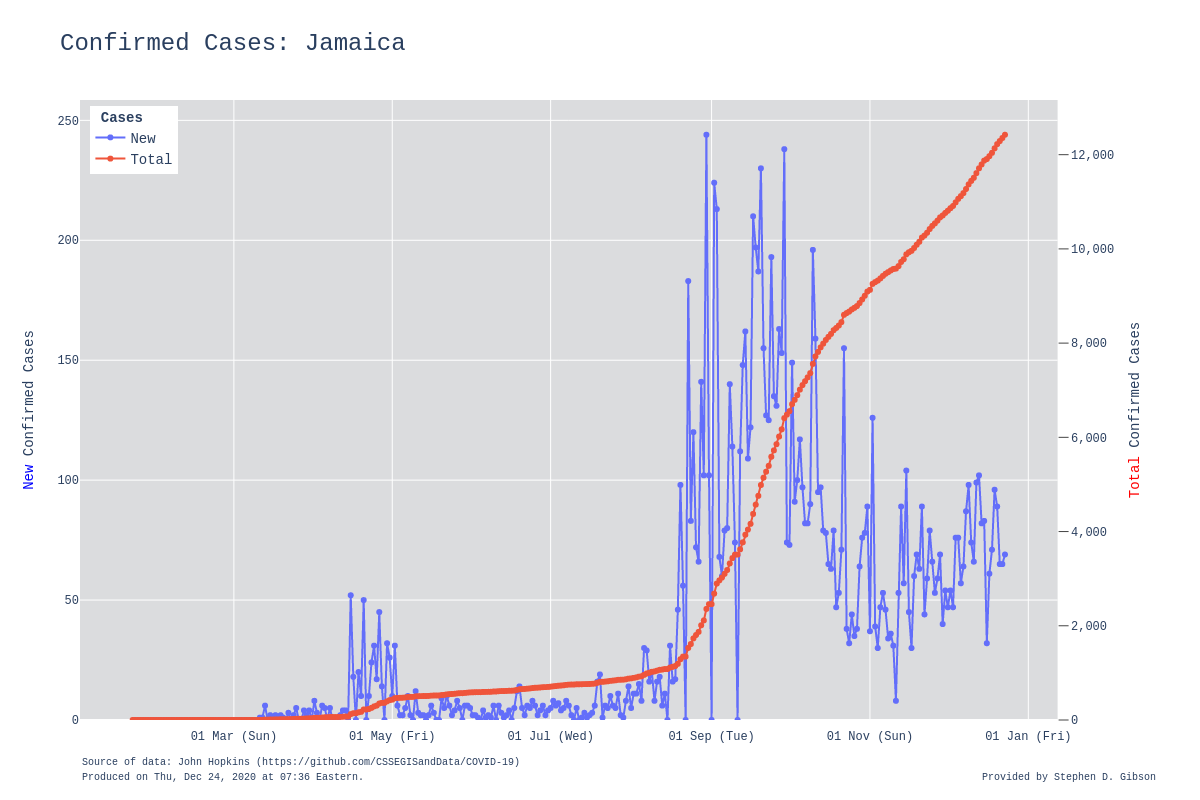 Confirmed Cases: Jamaica
Cases
New
Total
250
200
150
100
50
0
12,000
10,000
8,000
6,000
4,000
2,000
0
New Confirmed Cases
Total Confirmed Cases
01 Mar (Sun)
01 May (Fri)
01 Jul (Wed)
01 Sep (Tue)
01 Nov (Sun)
01 Jan (Fri)
Source of data: John Hopkins (https://github.com/CSSEGISandData/COVID-19)
Produced on Thu, Dec 24, 2020 at 07:36 Eastern.
Provided by Stephen D. Gibson